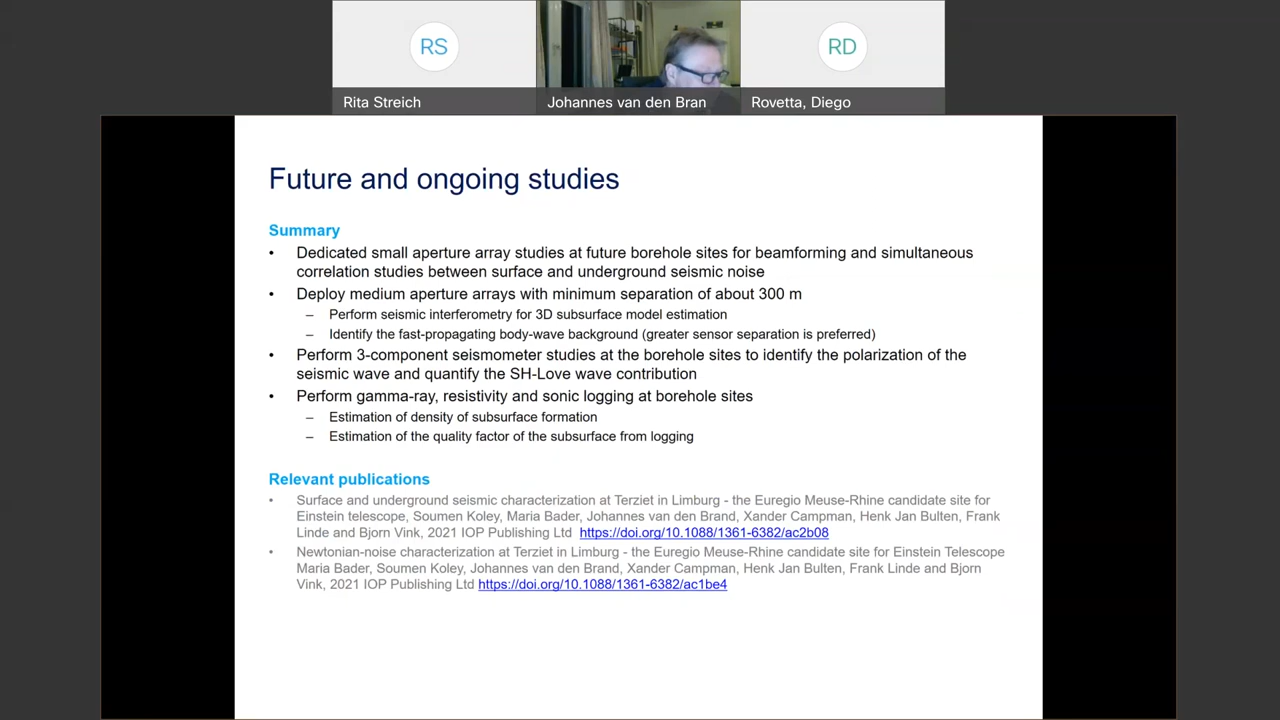 RS
RD
Rita Streich
Johannes van den Bran
Rovetta, Diego
Future and ongoing studies
Summary
• Dedicated small aperture array studies at future borehole sites for beamforming and simultaneous
correlation studies between surface and underground seismic noise
• Deploy medium aperture arrays with minimum separation of about 300 m
– Perform seismic interferometry for 3D subsurface model estimation
– Identify the fast-propagating body-wave background (greater sensor separation is preferred)
• Perform 3-component seismometer studies at the borehole sites to identify the polarization of the
seismic wave and quantify the SH-Love wave contribution
• Perform gamma-ray, resistivity and sonic logging at borehole sites
– Estimation of density of subsurface formation
– Estimation of the quality factor of the subsurface from logging
Relevant publications
• Surface and underground seismic characterization at Terziet in Limburg - the Euregio Meuse-Rhine candidate site for
Einstein telescope, Soumen Koley, Maria Bader, Johannes van den Brand, Xander Campman, Henk Jan Bulten, Frank
Linde and Bjorn Vink, 2021 IOP Publishing Ltd https://doi.org/10.1088/1361-6382/ac2b08
• Newtonian-noise characterization at Terziet in Limburg - the Euregio Meuse-Rhine candidate site for Einstein Telescope
Maria Bader, Soumen Koley, Johannes van den Brand, Xander Campman, Henk Jan Bulten, Frank Linde and Bjorn
Vink, 2021 IOP Publishing Ltd https://doi.org/10.1088/1361-6382/ac1be4